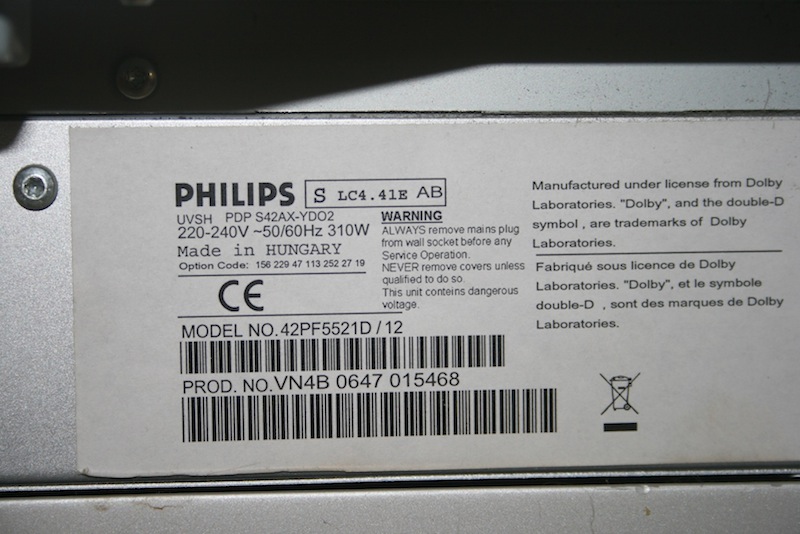 PHILIPS S LC4.41E AB
UVSH PDP S42AX-YDO2
220-240V ~50/60Hz 310W
Made in HUNGARY
Option Code: 156 229 47 113 252 27 19
CE
WARNING
ALWAYS remove mains plug
from wall socket before any
Service Operation.
NEVER remove covers unless
qualified to do so.
This unit conteins dangerous
voltage.
MODEL NO.42PF5521D/12
PROD. NO.VN4B 0647 015468
Manufactured under license from Dolby
Laboratories. "Dolby", and the double-D
symbol , are trademarks of Dolby
Laboratories.
Fabriqué sous licence de Dolby
Laboratories. "Dolby", et le symbole
double-D , sont des marques de Dolby
Laboratories.